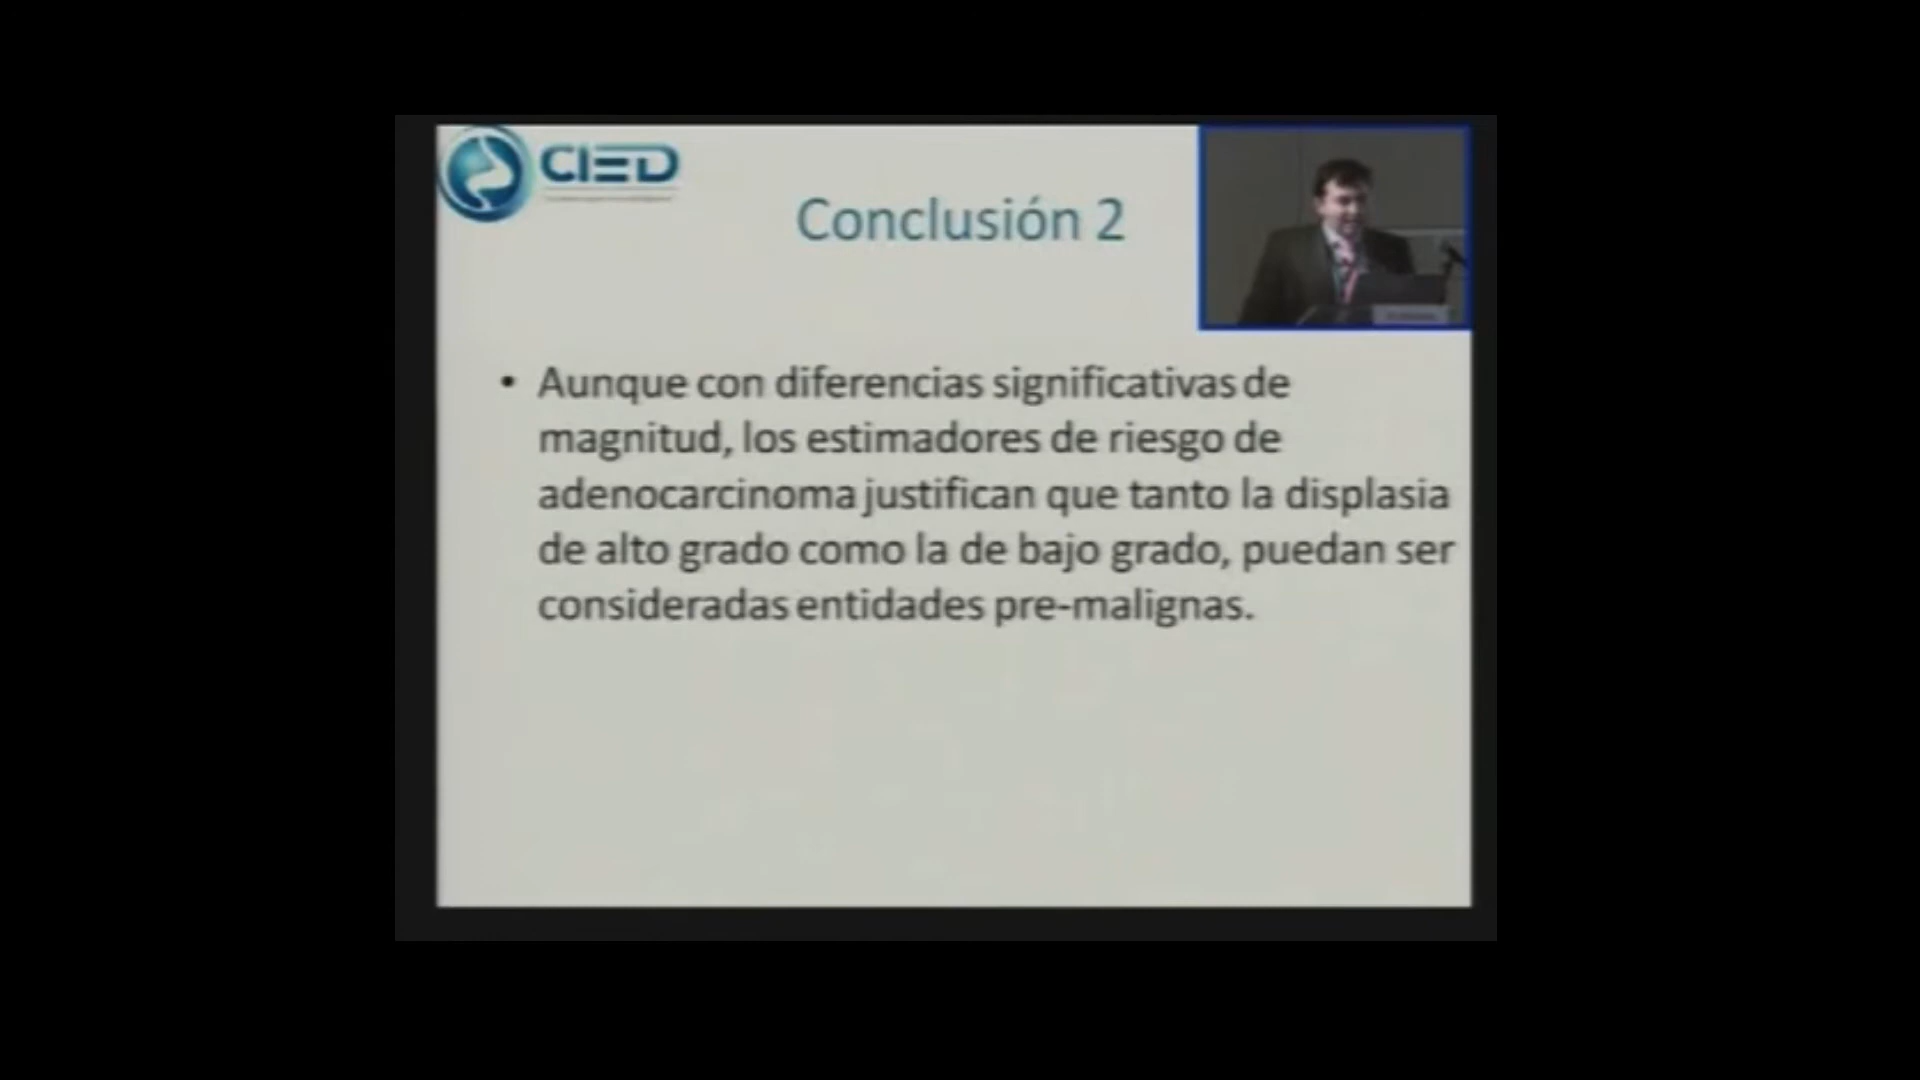 CIED
Conclusión 2
• Aunque con diferencias significativas de
magnitud, los estimadores de riesgo de
adenocarcinoma justifican que tanto la displasia
de alto grado como la de bajo grado, puedan ser
consideradas entidades pre-malignas.